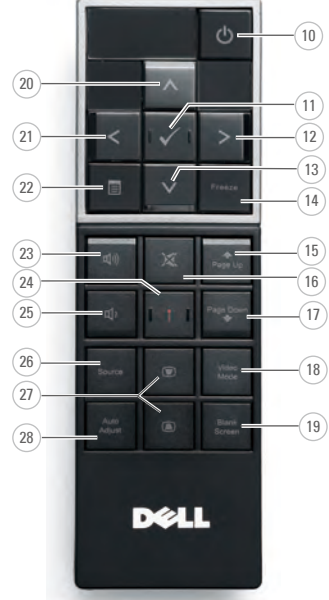 10
20
11
21
12
13
22
Freeze
14
23
15
Page Up
24
16
25
Page Down
17
26
Source
Video
Mode
18
27
28
Auto
Adjust
Blank
Screen
19
DELL